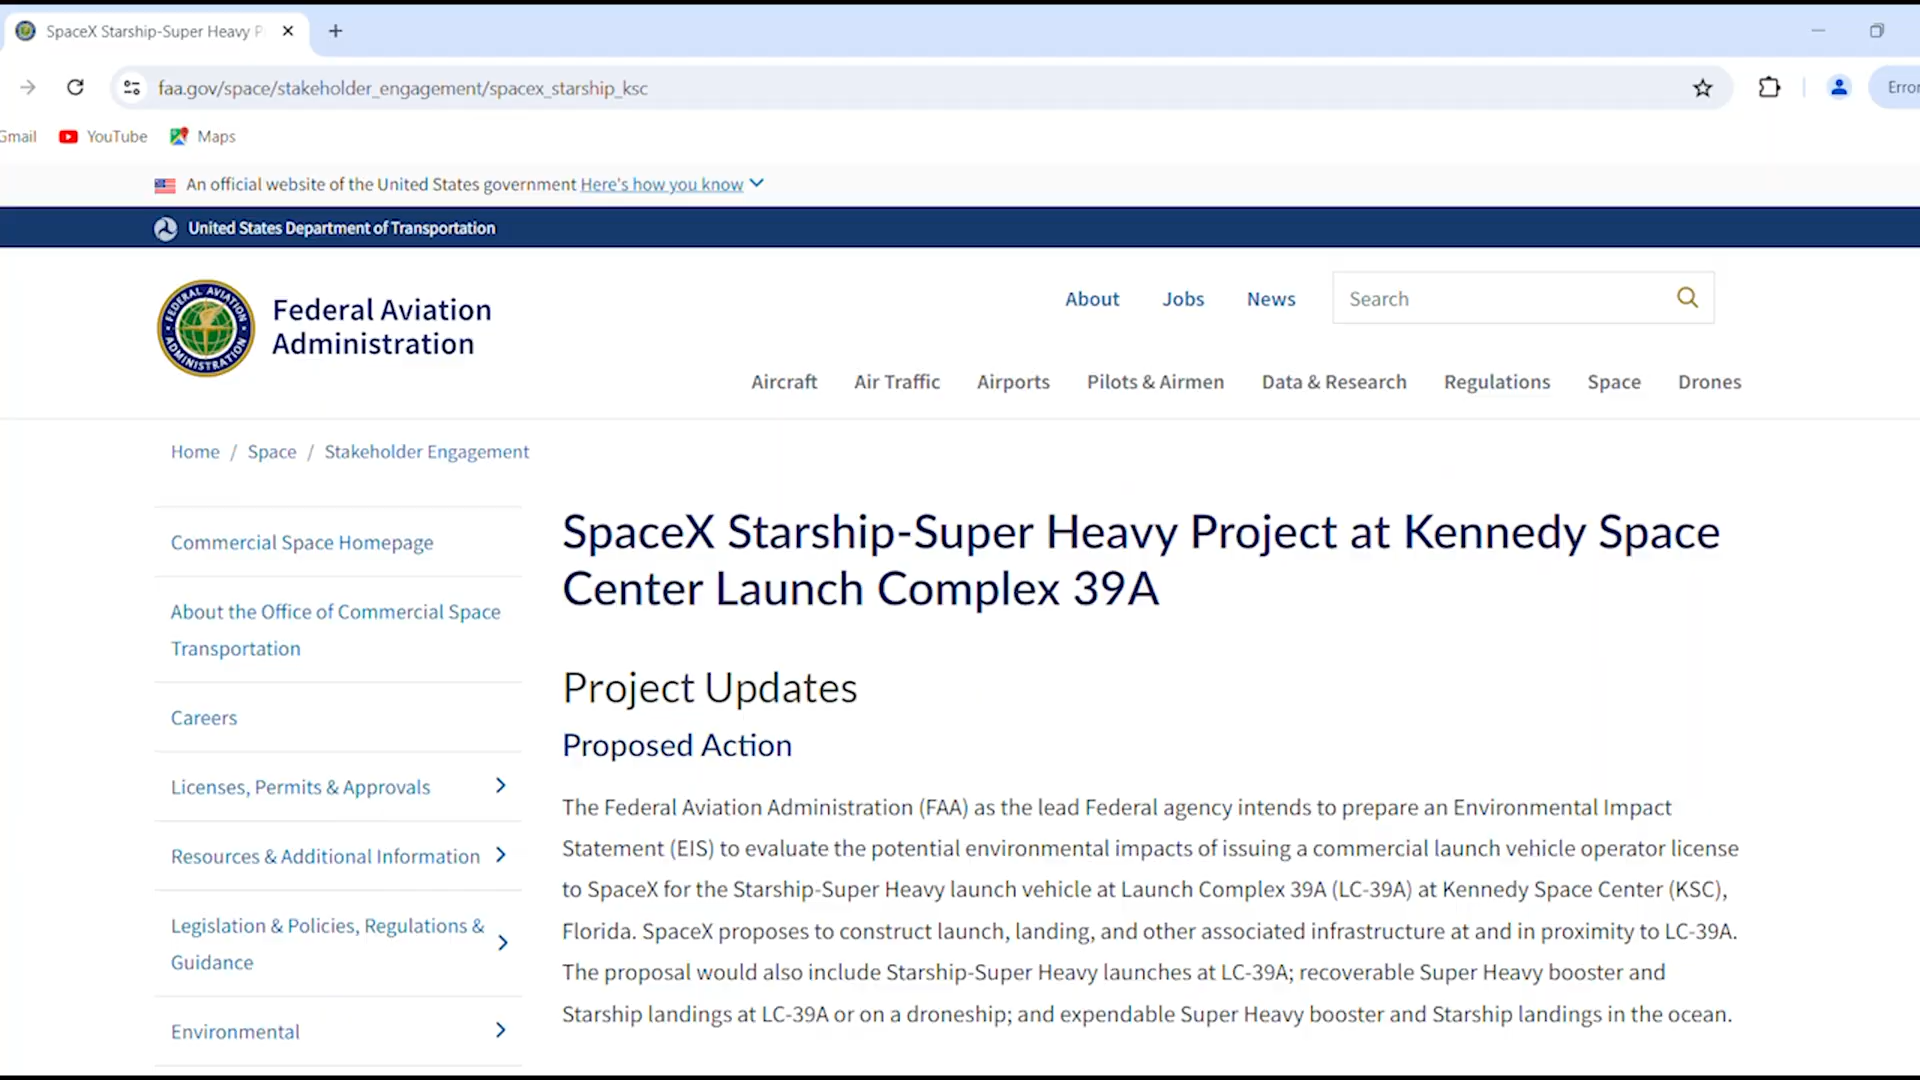 SpaceX Starship-Super Heavy P
faa.gov/space/stakeholder_engagement/spacex_starship_ksc
Gmail YouTube Maps
An official website of the United States government Here's how you know
United States Department of Transportation
FEDERAL AVIATION ADMINISTRATION
Federal Aviation
Administration
About Jobs News Search
Aircraft Air Traffic Airports Pilots & Airmen Data & Research Regulations Space Drones
Home / Space / Stakeholder Engagement
Commercial Space Homepage
About the Office of Commercial Space
Transportation
Careers
Licenses, Permits & Approvals
Resources & Additional Information
Legislation & Policies, Regulations &
Guidance
Environmental
SpaceX Starship-Super Heavy Project at Kennedy Space
Center Launch Complex 39A
Project Updates
Proposed Action
The Federal Aviation Administration (FAA) as the lead Federal agency intends to prepare an Environmental Impact
Statement (EIS) to evaluate the potential environmental impacts of issuing a commercial launch vehicle operator license
to SpaceX for the Starship-Super Heavy launch vehicle at Launch Complex 39A (LC-39A) at Kennedy Space Center (KSC),
Florida. SpaceX proposes to construct launch, landing, and other associated infrastructure at and in proximity to LC-39A.
The proposal would also include Starship-Super Heavy launches at LC-39A; recoverable Super Heavy booster and
Starship landings at LC-39A or on a droneship; and expendable Super Heavy booster and Starship landings in the ocean.